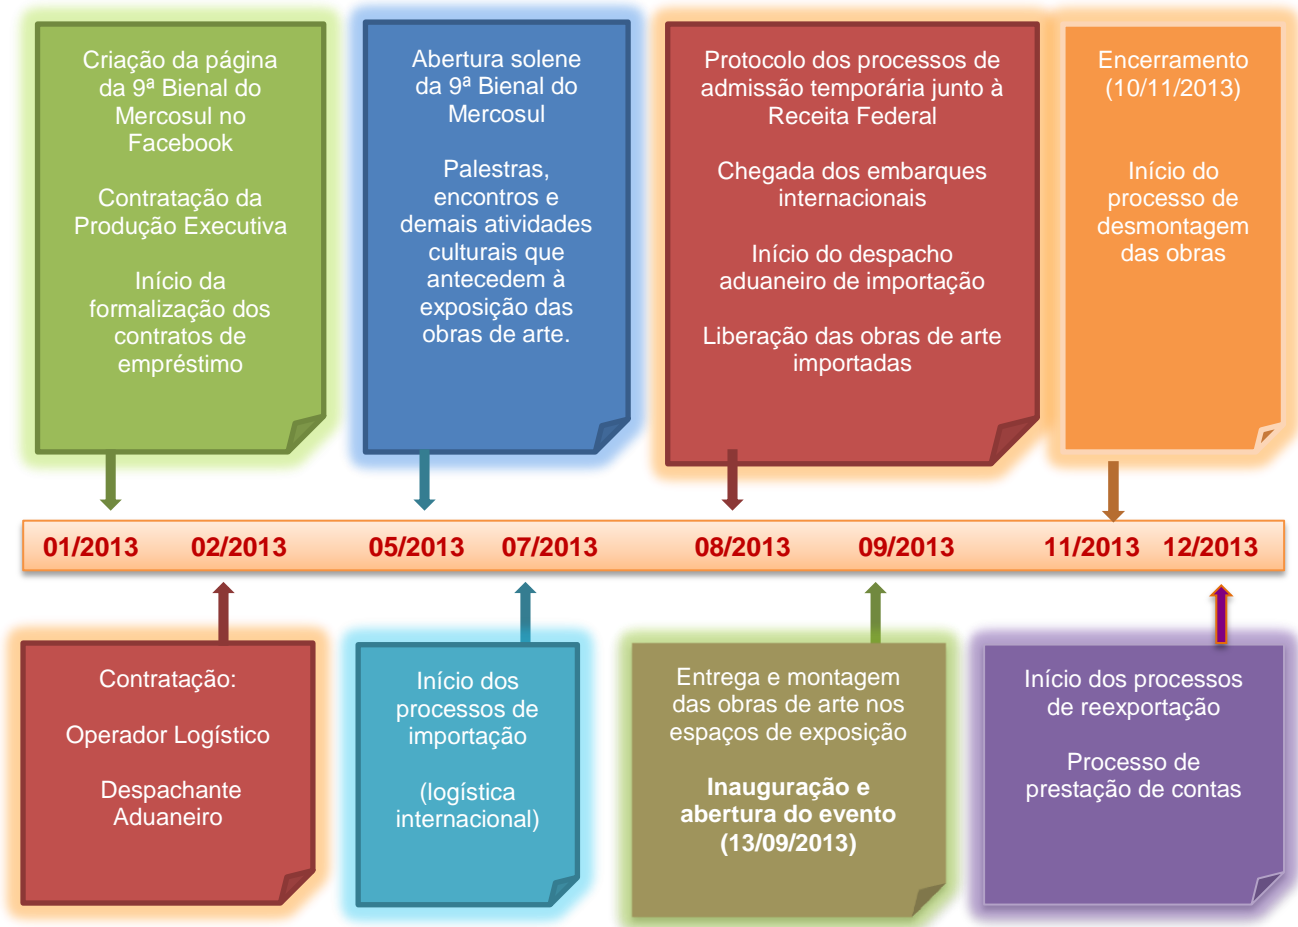 Criação da página
da 9ª Bienal do
Mercosul no
Facebook
Contratação da
Produção Executiva
Início da
formalização dos
contratos de
empréstimo
Abertura solene
da 9ª Bienal do
Mercosul
Palestras,
encontros e
demais atividades
culturais que
antecedem à
exposição das
obras de arte.
Protocolo dos processos de
admissão temporária junto à
Receita Federal
Chegada dos embarques
internacionais
Início do despacho
aduaneiro de importação
Liberação das obras de arte
importadas
Encerramento
(10/11/2013)
Início do
processo de
desmontagem
das obras
01/2013 02/2013 05/2013 07/2013 08/2013 09/2013 11/2013 12/2013
Contratação:
Operador Logístico
Despachante
Aduaneiro
Início dos
processos de
importação
(logística
internacional)
Entrega e montagem
das obras de arte nos
espaços de exposição
Inauguração e
abertura do evento
(13/09/2013)
Início dos processos
de reexportação
Processo de
prestação de contas